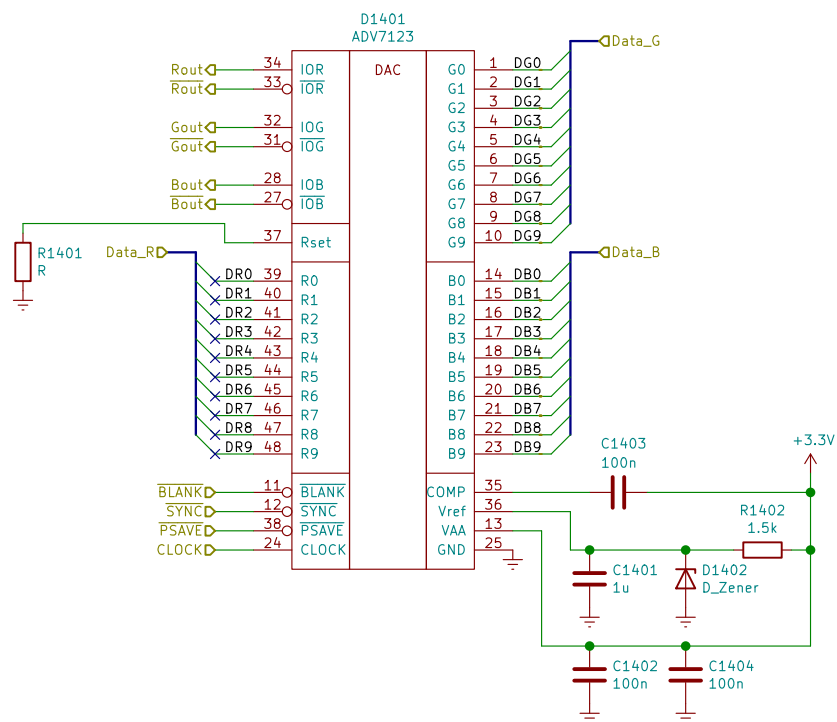 D1401
ADV7123
DAC
Rout
34
IOR
Rout
33
IOR
Gout
32
IOG
Gout
31
IOG
Bout
28
IOB
Bout
27
IOB
37
Rset
R1401
R
Data_R
DR0 39 R0
DR1 40 R1
DR2 41 R2
DR3 42 R3
DR4 43 R4
DR5 44 R5
DR6 45 R6
DR7 46 R7
DR8 47 R8
DR9 48 R9
BLANK 11 BLANK
SYNC 12 SYNC
PSAVE 38 PSAVE
CLOCK 24 CLOCK
Data_G
G0 1 DG0
G1 2 DG1
G2 3 DG2
G3 4 DG3
G4 5 DG4
G5 6 DG5
G6 7 DG6
G7 8 DG7
G8 9 DG8
G9 10 DG9
Data_B
B0 14 DB0
B1 15 DB1
B2 16 DB2
B3 17 DB3
B4 18 DB4
B5 19 DB5
B6 20 DB6
B7 21 DB7
B8 22 DB8
B9 23 DB9
COMP 35
Vref 36
VAA 13
GND 25
C1403
100n
+3.3V
R1402
1.5k
C1401
1u
D1402
D_Zener
C1402
100n
C1404
100n